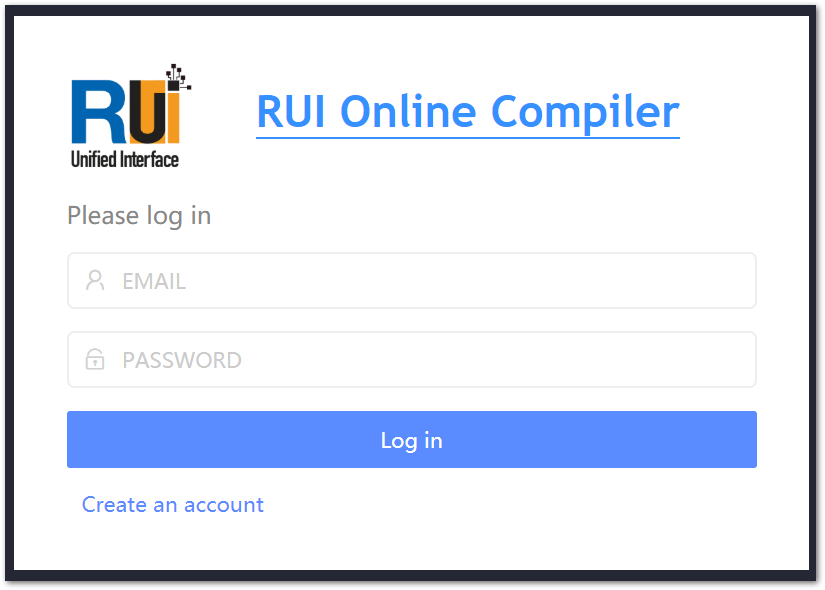 RUi
Unified Interface
RUI Online Compiler
Please log in
EMAIL
PASSWORD
Log in
Create an account